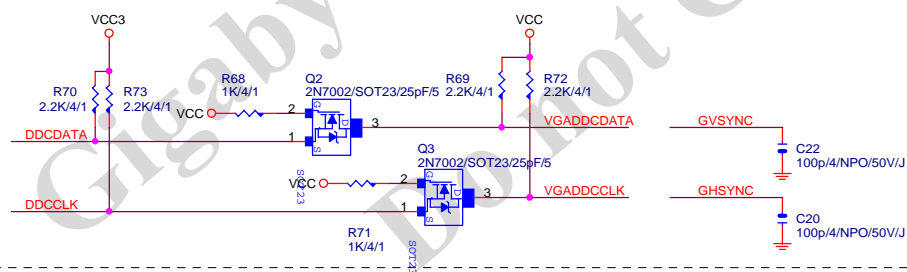 VCC3
VCC
R70
2.2K/4/1
R73
2.2K/4/1
R68
1K/4/1
Q2
2N7002/SOT23/25pF/5
R69
2.2K/4/1
R72
2.2K/4/1
VCC
2
G
D
S
1
3
DDCDATA
VGADDCDATA
GVSYNC
C22
100p/4/NPO/50V/J
Q3
2N7002/SOT23/25pF/5
SOT23
VCC
2
G
D
S
1
3
DDCCLK
VGADDCCLK
GHSYNC
C20
100p/4/NPO/50V/J
R71
1K/4/1
Gigaby
Do not C